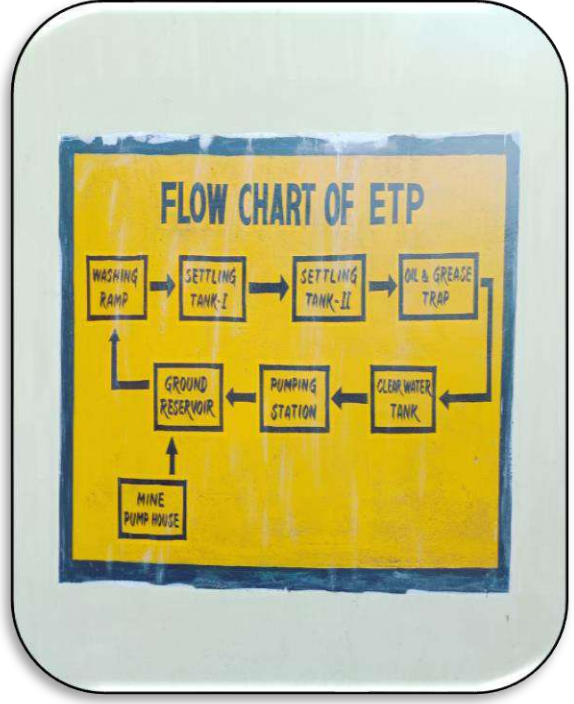 FLOW CHART OF ETP
WASHING
RAMP
SETTLING
TANK-I
SETTLING
TANK-II
OIL & GREASE
TRAP
GROUND
RESERVOIR
PUMPING
STATION
CLEAR WATER
TANK
MINE
PUMP HOUSE